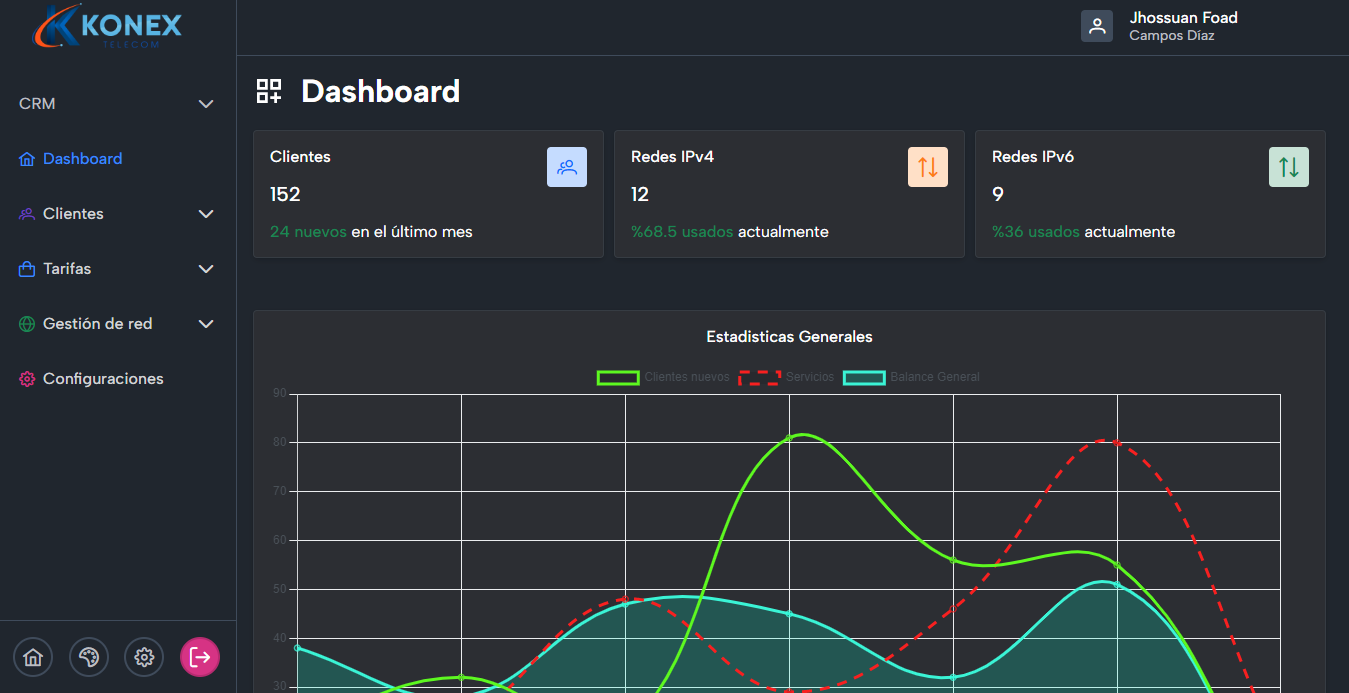 KONEX
TELECOM
Jhossuan Foad
Campos Díaz
CRM
Dashboard
Clientes
Tarifas
Gestión de red
Configuraciones
Dashboard
Clientes
152
24 nuevos en el último mes
Redes IPv4
12
%68.5 usados actualmente
Redes IPv6
9
%36 usados actualmente
Estadisticas Generales
Clientes nuevos Servicios Balance General
90
80
70
60
50
40
30